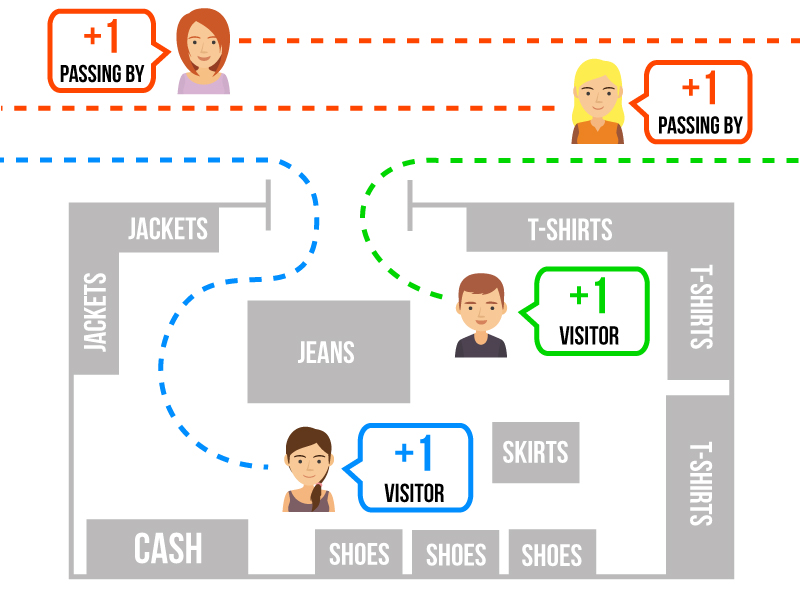 +1
PASSING BY
+1
PASSING BY
JACKETS
T-SHIRTS
JACKETS
T-SHIRTS
+1
VISITOR
JEANS
+1
VISITOR
SKIRTS
T-SHIRTS
CASH
SHOES
SHOES
SHOES